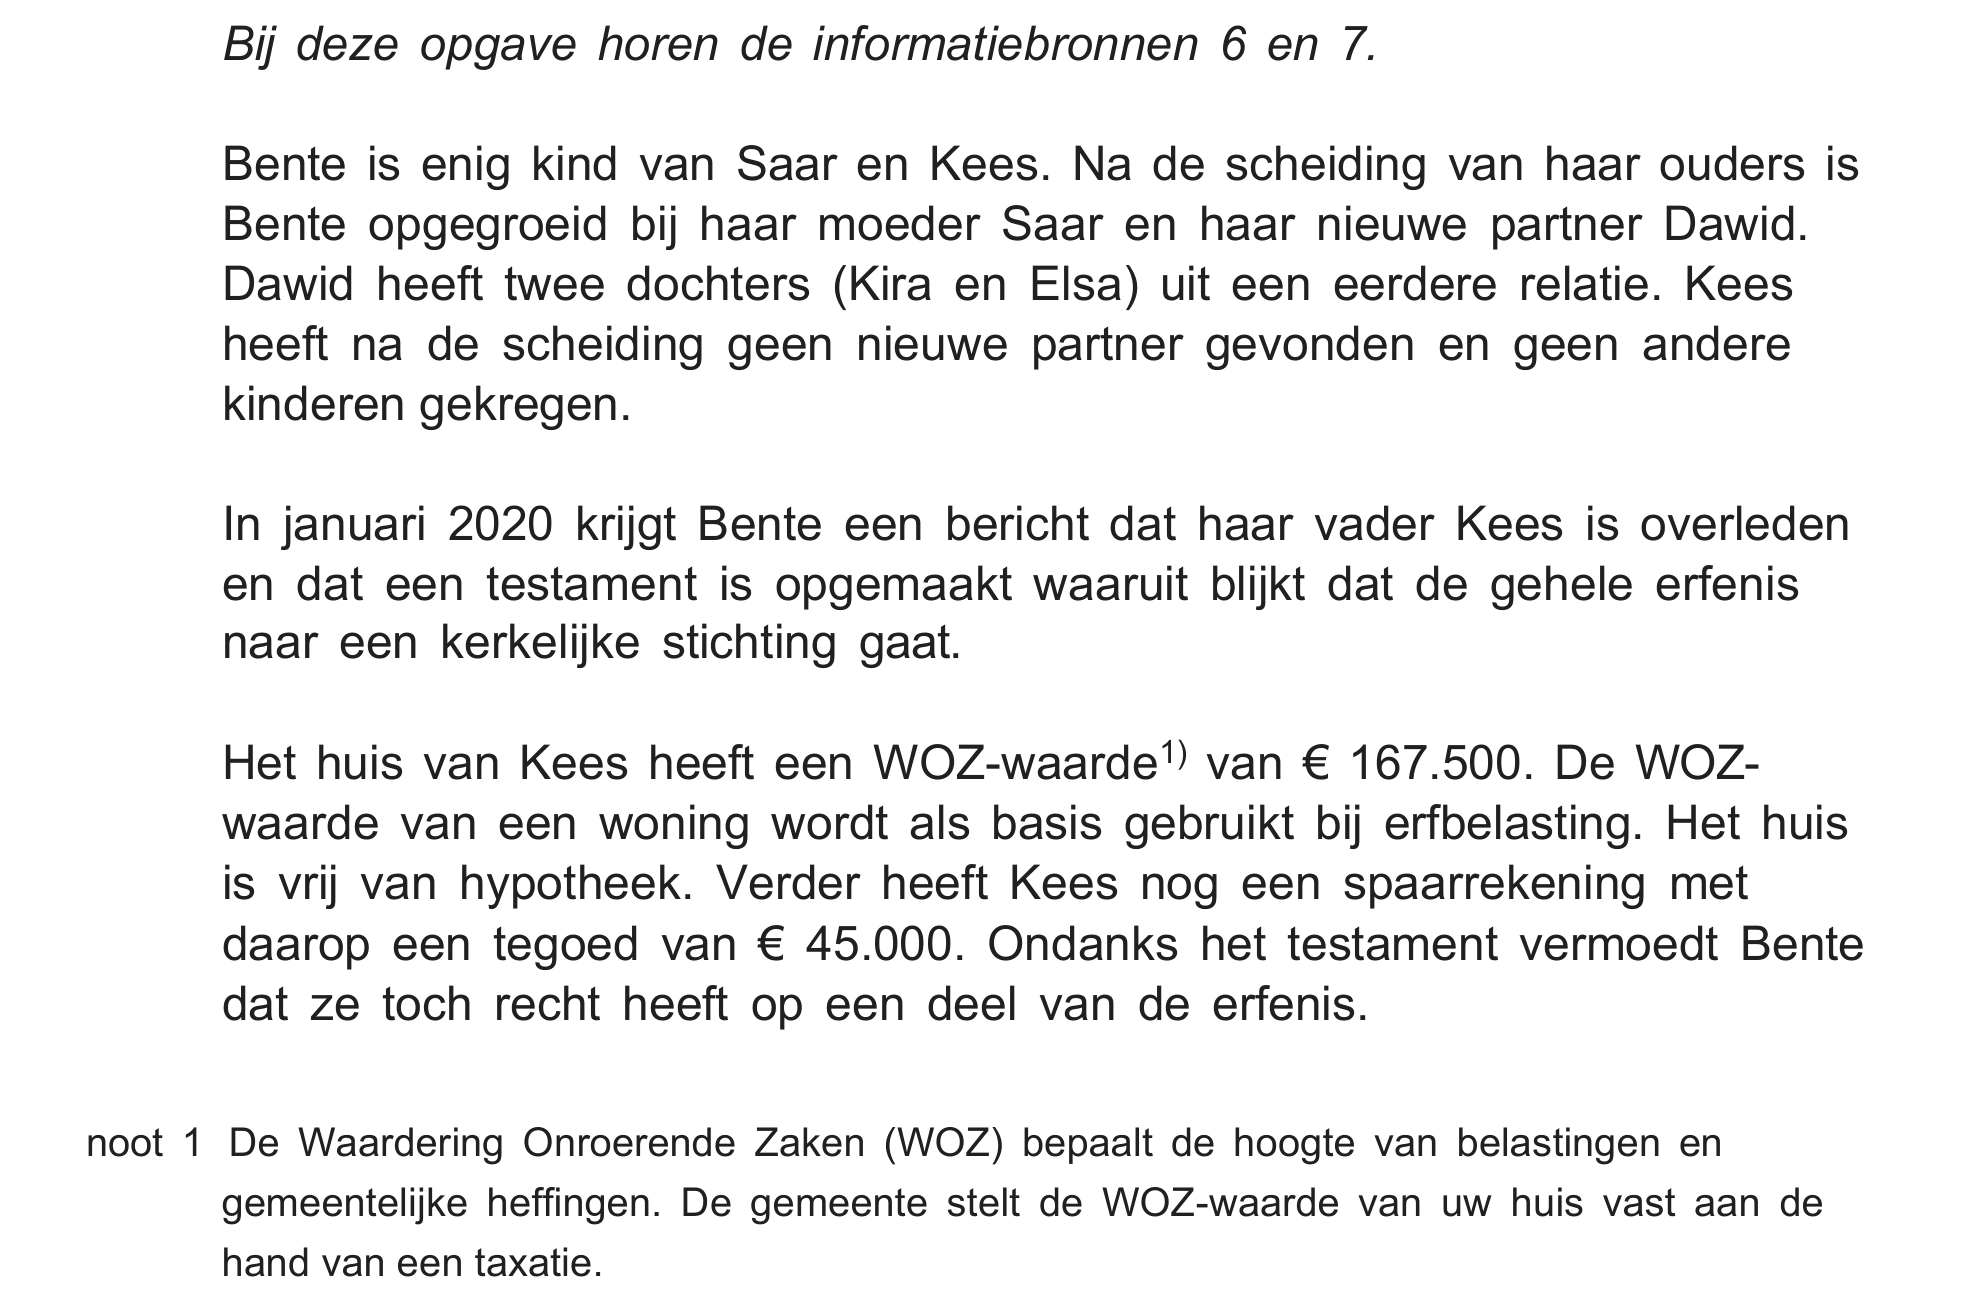 Bij deze opgave horen de informatiebronnen 6 en 7.
Bente is enig kind van Saar en Kees. Na de scheiding van haar ouders is
Bente opgegroeid bij haar moeder Saar en haar nieuwe partner Dawid.
Dawid heeft twee dochters (Kira en Elsa) uit een eerdere relatie. Kees
heeft na de scheiding geen nieuwe partner gevonden en geen andere
kinderen gekregen.
In januari 2020 krijgt Bente een bericht dat haar vader Kees is overleden
en dat een testament is opgemaakt waaruit blijkt dat de gehele erfenis
naar een kerkelijke stichting gaat.
Het huis van Kees heeft een WOZ-waarde¹⁾ van € 167.500. De WOZ-
waarde van een woning wordt als basis gebruikt bij erfbelasting. Het huis
is vrij van hypotheek. Verder heeft Kees nog een spaarrekening met
daarop een tegoed van € 45.000. Ondanks het testament vermoedt Bente
dat ze toch recht heeft op een deel van de erfenis.
noot 1 De Waardering Onroerende Zaken (WOZ) bepaalt de hoogte van belastingen en
gemeentelijke heffingen. De gemeente stelt de WOZ-waarde van uw huis vast aan de
hand van een taxatie.